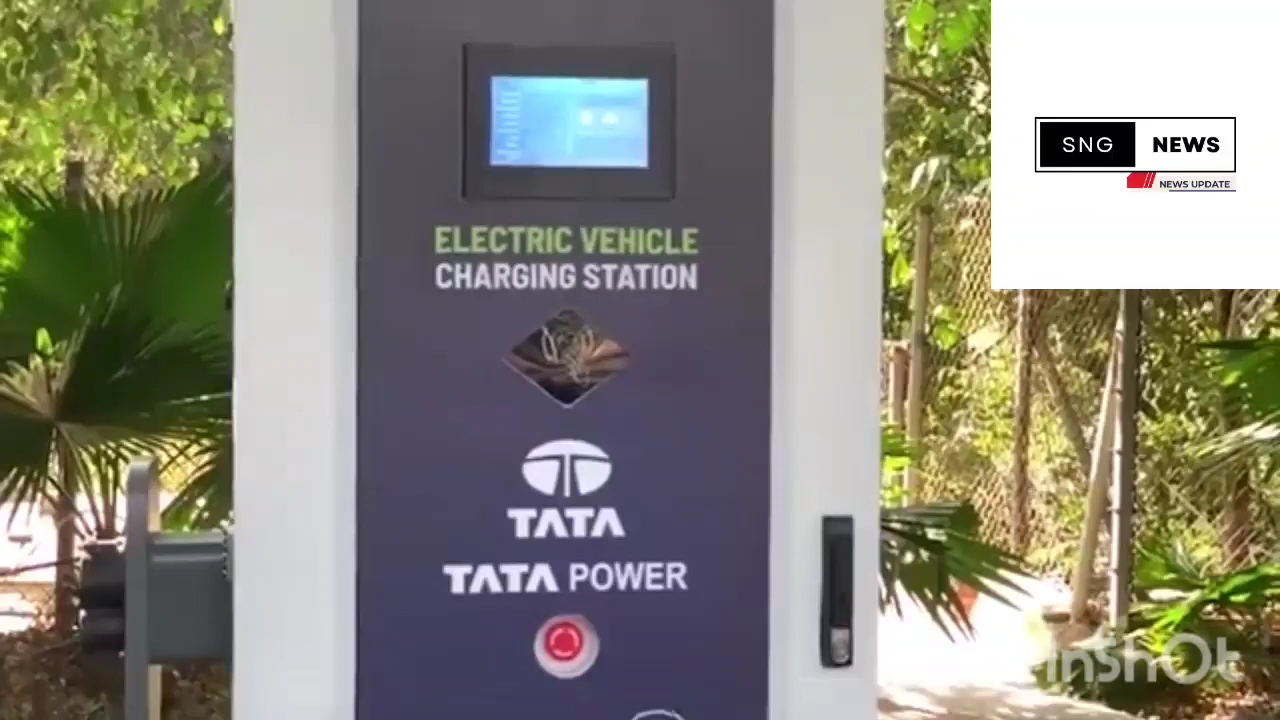 ELECTRIC VEHICLE
CHARGING STATION
TATA
TATA POWER
SNG NEWS
NEWS UPDATE
InShOt